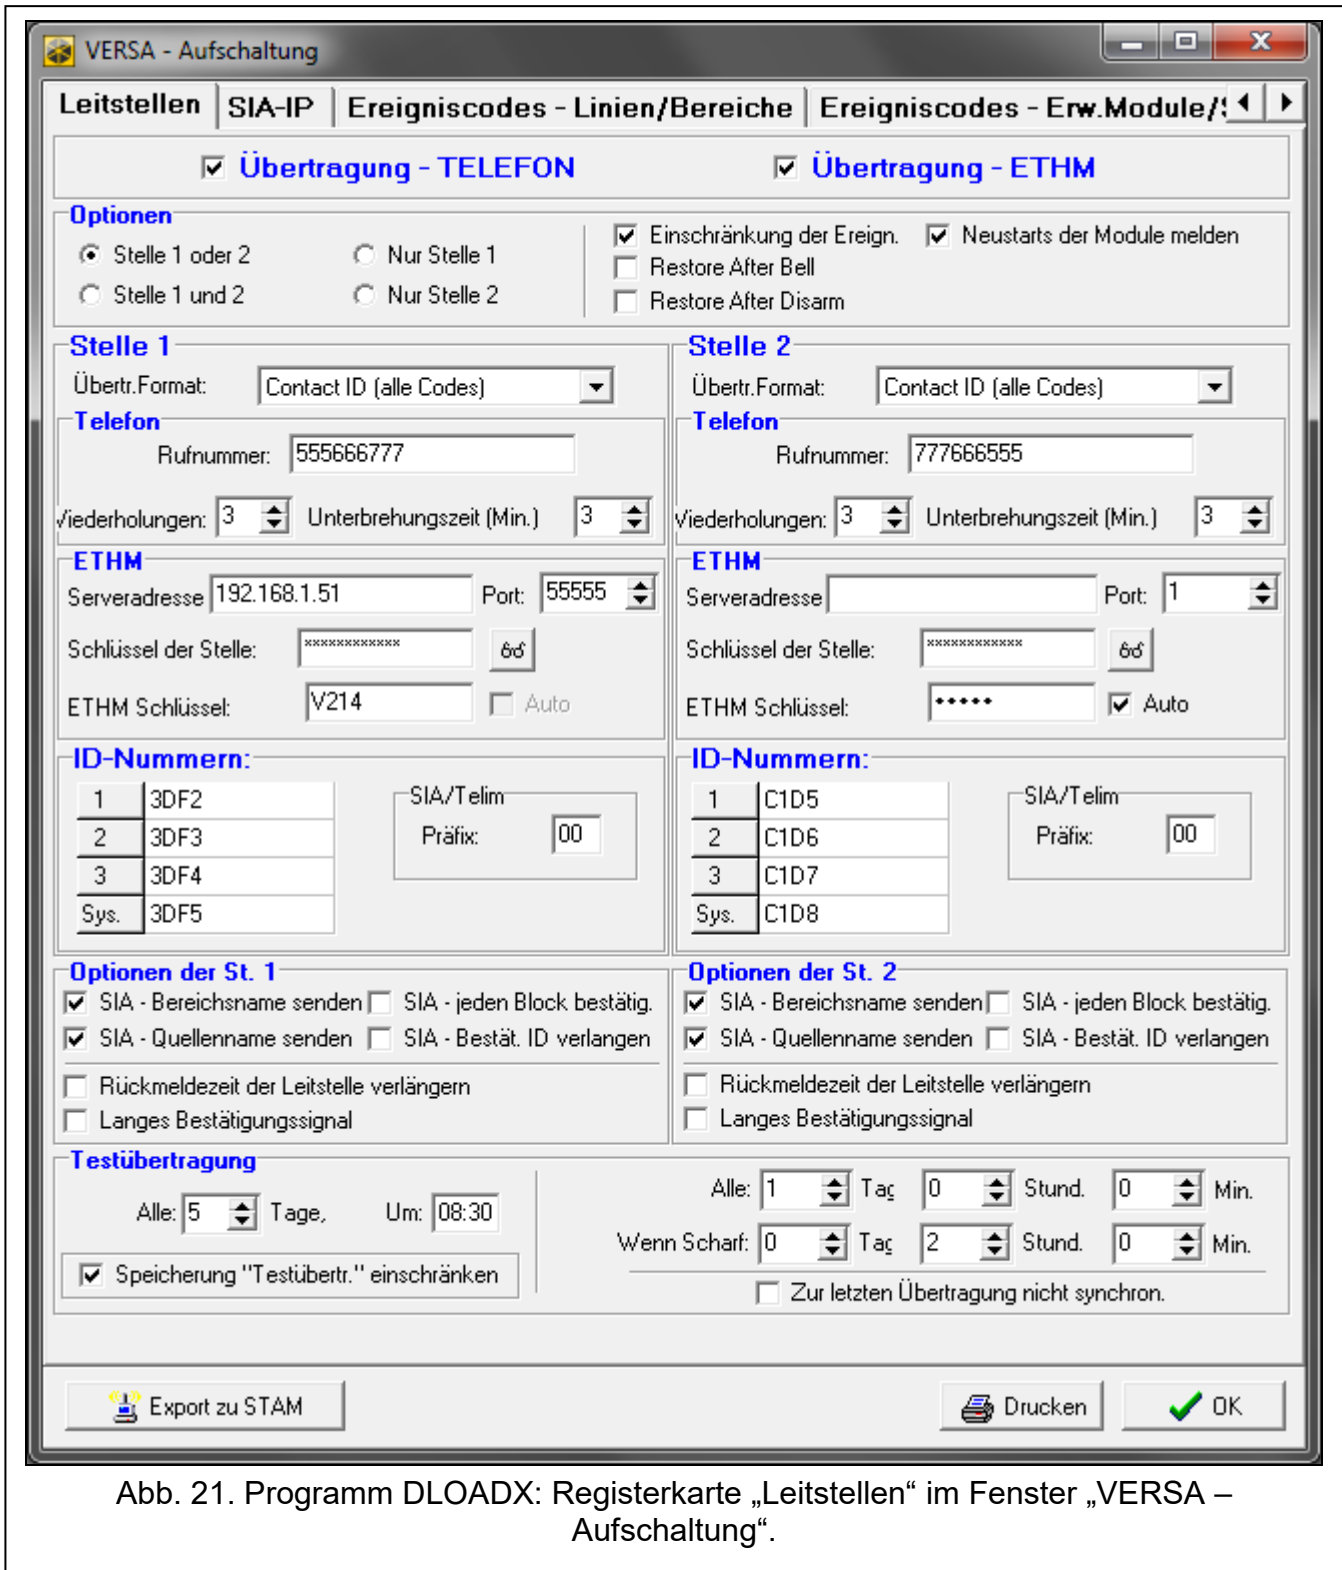 VERSA - Aufschaltung
Leitstellen SIA-IP Ereigniscodes - Linien/Bereiche Ereigniscodes - Erw.Module/
Übertragung - TELEFON Übertragung - ETHM
Optionen
Stelle 1 oder 2 Nur Stelle 1 Einschränkung der Ereign. Neustarts der Module melden
Restore After Bell
Stelle 1 und 2 Nur Stelle 2 Restore After Disarm
Stelle 1
Übertr.Format: Contact ID (alle Codes)
Telefon
Rufnummer: 555666777
Viederholungen: 3 Unterbrehungszeit (Min.) 3
ETHM
Serveradresse 192.168.1.51 Port: 55555
Schlüssel der Stelle: ************
ETHM Schlüssel: V214 Auto
ID-Nummern:
1 3DF2
2 3DF3
3 3DF4
Sys. 3DF5
SIA/Telim
Präfix: 00
Optionen der St. 1
SIA - Bereichsname senden SIA - jeden Block bestätig.
SIA - Quellenname senden SIA - Bestät. ID verlangen
Rückmeldezeit der Leitstelle verlängern
Langes Bestätigungssignal
Stelle 2
Übertr.Format: Contact ID (alle Codes)
Telefon
Rufnummer: 777666555
Viederholungen: 3 Unterbrehungszeit (Min.) 3
ETHM
Serveradresse Port: 1
Schlüssel der Stelle: ************
ETHM Schlüssel: ••••• Auto
ID-Nummern:
1 C1D5
2 C1D6
3 C1D7
Sys. C1D8
SIA/Telim
Präfix: 00
Optionen der St. 2
SIA - Bereichsname senden SIA - jeden Block bestätig.
SIA - Quellenname senden SIA - Bestät. ID verlangen
Rückmeldezeit der Leitstelle verlängern
Langes Bestätigungssignal
Testübertragung
Alle: 5 Tage, Um: 08:30
Speicherung "Testübertr." einschränken
Alle: 1 Tag 0 Stund. 0 Min.
Wenn Scharf: 0 Tag 2 Stund. 0 Min.
Zur letzten Übertragung nicht synchron.
Export zu STAM Drucken OK
Abb. 21. Programm DLOADX: Registerkarte „Leitstellen“ im Fenster „VERSA –
Aufschaltung“.